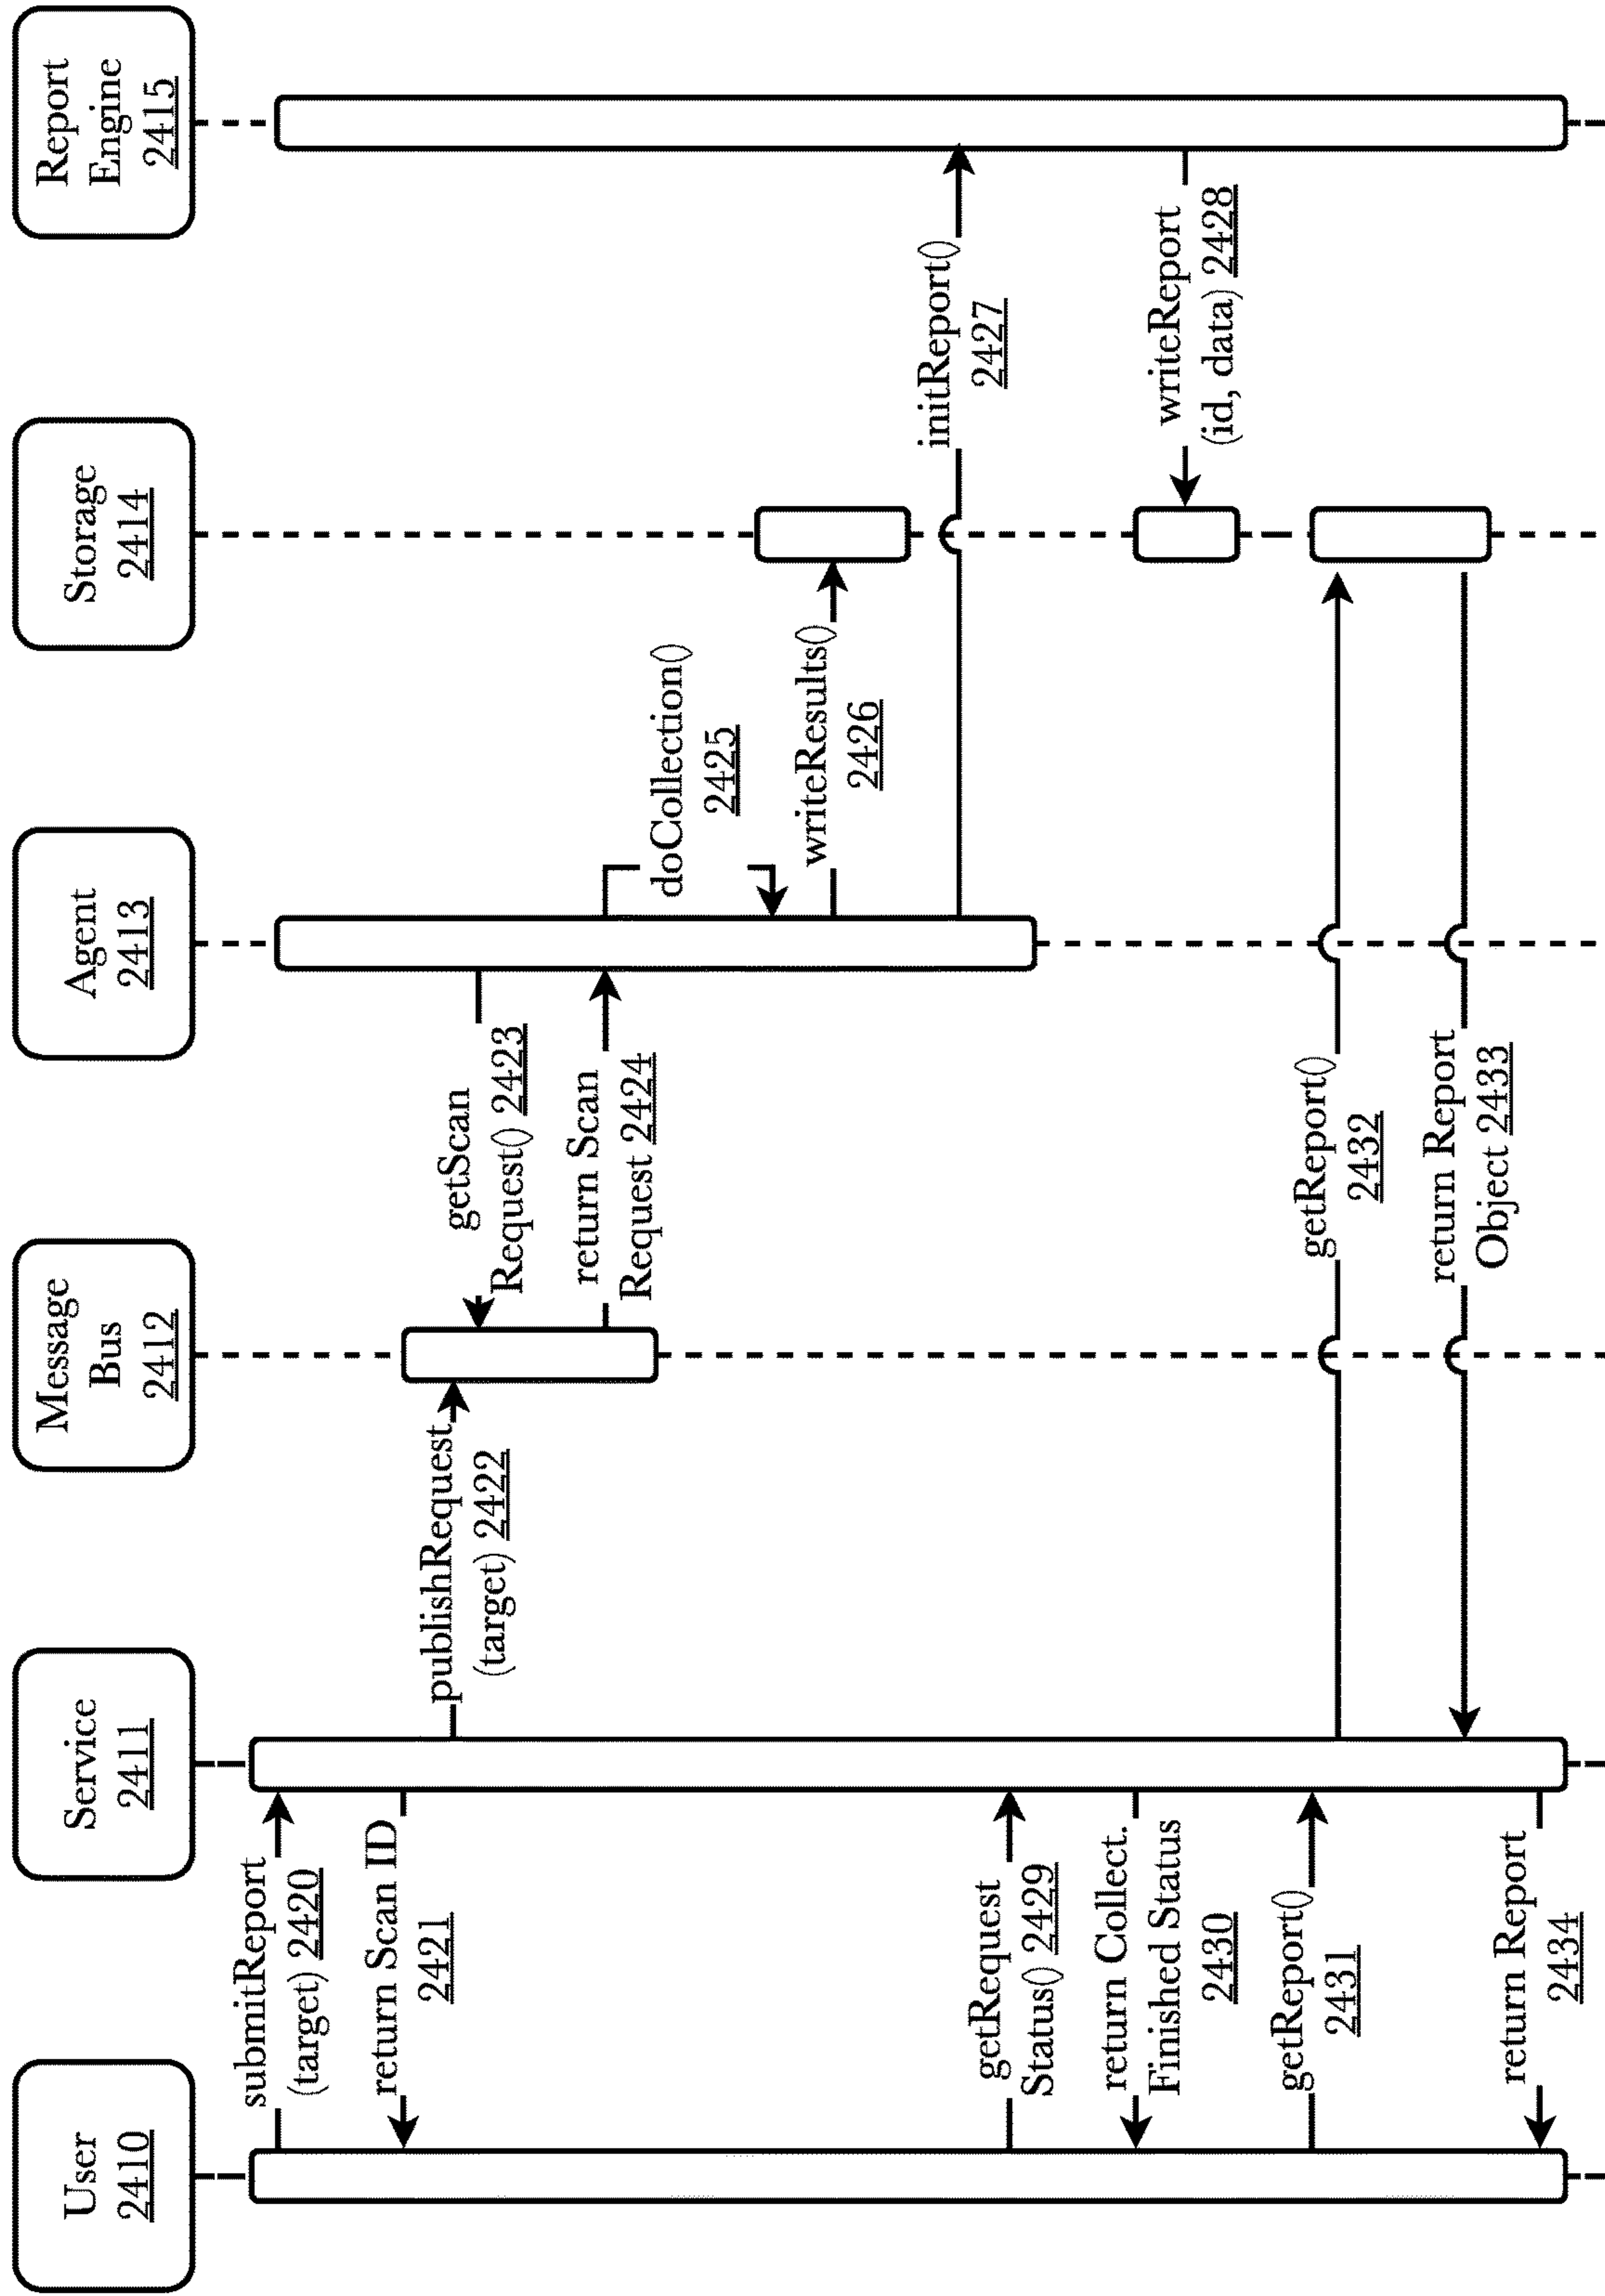 User
2410
Service
2411
Message
Bus
2412
Agent
2413
Storage
2414
Report
Engine
2415
submitReport
(target) 2420
return Scan ID
2421
publishRequest
(target) 2422
getScan
Request() 2423
return Scan
Request 2424
doCollection()
2425
writeResults()
2426
initReport()
2427
getRequest
Status() 2429
return Collect.
Finished Status
2430
writeReport
(id, data) 2428
getReport()
2431
getReport()
2432
return Report
Object 2433
return Report
2434